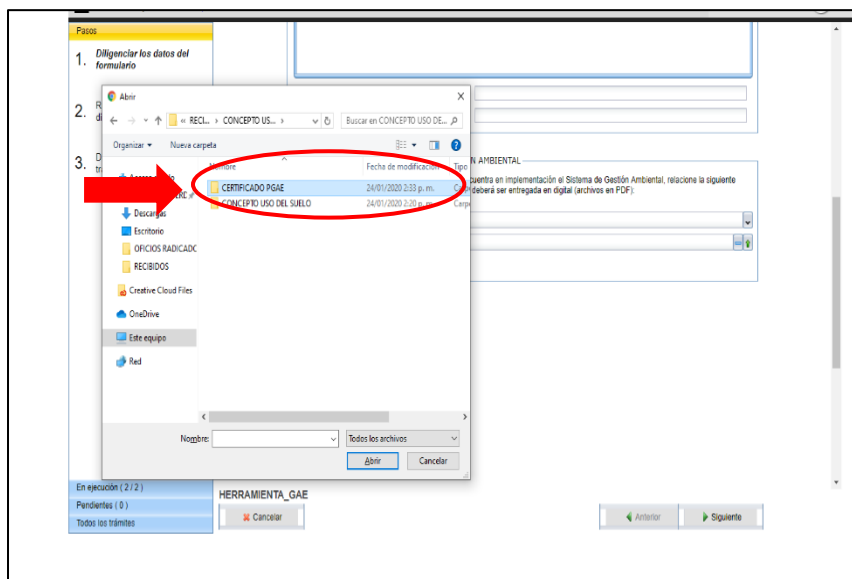 Pasos
1. Diligenciar los datos del
formulario
2. R
d
3. D
tr
Abrir
« RECI... › CONCEPTO US... ›
Buscar en CONCEPTO USO DE...
Organizar
Nueva carpeta
Nombre
Fecha de modificación
Tipo
CERTIFICADO PGAE
24/01/2020 2:33 p. m.
Carpe
CONCEPTO USO DEL SUELO
24/01/2020 2:20 p. m.
Carpe
Descargas
Escritorio
OFICIOS RADICADC
RECIBIDOS
Creative Cloud Files
OneDrive
Este equipo
Red
Nombre:
Todos los archivos
Abrir
Cancelar
N AMBIENTAL
cuentra en implementación el Sistema de Gestión Ambiental, relacione la siguiente
deberá ser entregada en digital (archivos en PDF):
En ejecución ( 2 / 2 )
Pendientes ( 0 )
Todos los trámites
HERRAMIENTA_GAE
Cancelar
Anterior
Siguiente